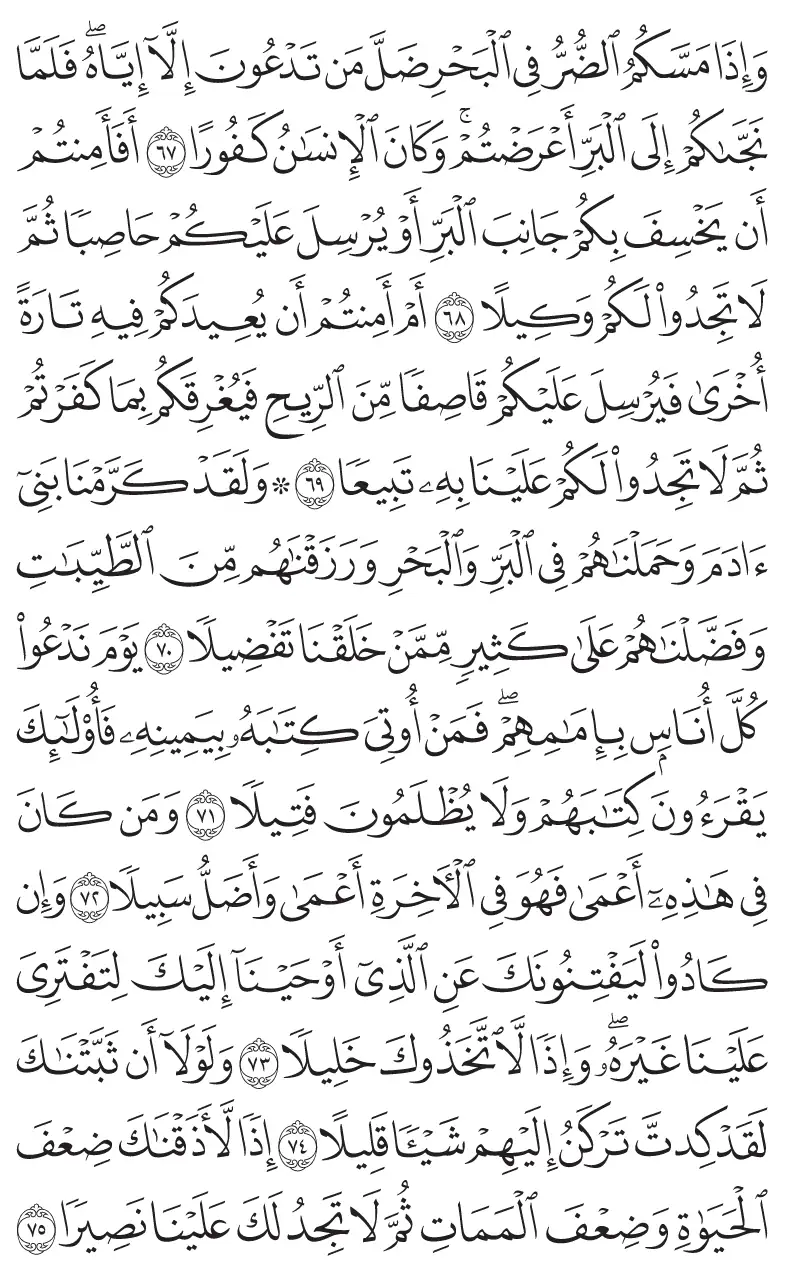 وَإِذَا مَسَّكُمُ ٱلضُّرُّ فِى ٱلْبَحْرِ ضَلَّ مَن تَدْعُونَ إِلَّآ إِيَّاهُ ۖ فَلَمَّا
نَجَّىٰكُمْ إِلَى ٱلْبَرِّ أَعْرَضْتُمْ ۚ وَكَانَ ٱلْإِنسَـٰنُ كَفُورًا ٦٧ أَفَأَمِنتُمْ
أَن يَخْسِفَ بِكُمْ جَانِبَ ٱلْبَرِّ أَوْ يُرْسِلَ عَلَيْكُمْ حَاصِبًا ثُمَّ
لَا تَجِدُوا۟ لَكُمْ وَكِيلًا ٦٨ أَمْ أَمِنتُمْ أَن يُعِيدَكُمْ فِيهِ تَارَةً
أُخْرَىٰ فَيُرْسِلَ عَلَيْكُمْ قَاصِفًا مِّنَ ٱلرِّيحِ فَيُغْرِقَكُم بِمَا كَفَرْتُمْ
ثُمَّ لَا تَجِدُوا۟ لَكُمْ عَلَيْنَا بِهِۦ تَبِيعًا ٦٩ ۞ وَلَقَدْ كَرَّمْنَا بَنِىٓ
ءَادَمَ وَحَمَلْنَـٰهُمْ فِى ٱلْبَرِّ وَٱلْبَحْرِ وَرَزَقْنَـٰهُم مِّنَ ٱلطَّيِّبَـٰتِ
وَفَضَّلْنَـٰهُمْ عَلَىٰ كَثِيرٍ مِّمَّنْ خَلَقْنَا تَفْضِيلًا ٧٠ يَوْمَ نَدْعُوا۟
كُلَّ أُنَاسٍۭ بِإِمَـٰمِهِمْ ۖ فَمَنْ أُوتِىَ كِتَـٰبَهُۥ بِيَمِينِهِۦ فَأُو۟لَـٰٓئِكَ
يَقْرَءُونَ كِتَـٰبَهُمْ وَلَا يُظْلَمُونَ فَتِيلًا ٧١ وَمَن كَانَ
فِى هَـٰذِهِۦٓ أَعْمَىٰ فَهُوَ فِى ٱلْـَٔاخِرَةِ أَعْمَىٰ وَأَضَلُّ سَبِيلًا ٧٢ وَإِن
كَادُوا۟ لَيَفْتِنُونَكَ عَنِ ٱلَّذِىٓ أَوْحَيْنَآ إِلَيْكَ لِتَفْتَرِىَ
عَلَيْنَا غَيْرَهُۥ ۖ وَإِذًا لَّٱتَّخَذُوكَ خَلِيلًا ٧٣ وَلَوْلَآ أَن ثَبَّتْنَـٰكَ
لَقَدْ كِدتَّ تَرْكَنُ إِلَيْهِمْ شَيْـًٔا قَلِيلًا ٧٤ إِذًا لَّأَذَقْنَـٰكَ ضِعْفَ
ٱلْحَيَوٰةِ وَضِعْفَ ٱلْمَمَاتِ ثُمَّ لَا تَجِدُ لَكَ عَلَيْنَا نَصِيرًا ٧٥